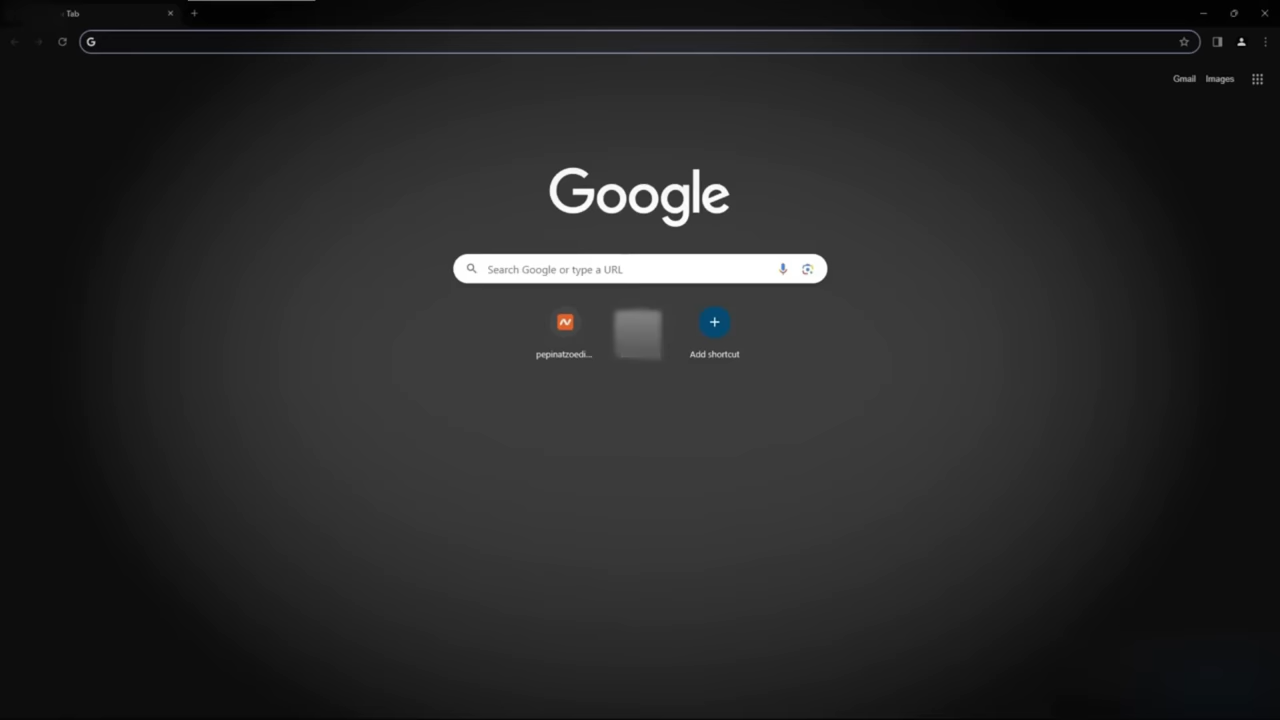 Tab
G
Gmail Images
Google
Search Google or type a URL
pepinatzoedi...
Add shortcut